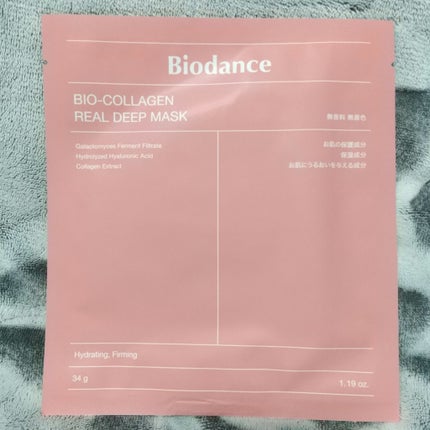 Biodance
BIO-COLLAGEN
REAL DEEP MASK
無香料 無着色
Galactomyces Ferment Filtrate
Hydrolyzed Hyaluronic Acid
Collagen Extract
お肌の保護成分
保湿成分
お肌にうるおいを与える成分
Hydrating, Firming
34 g
1.19 oz.